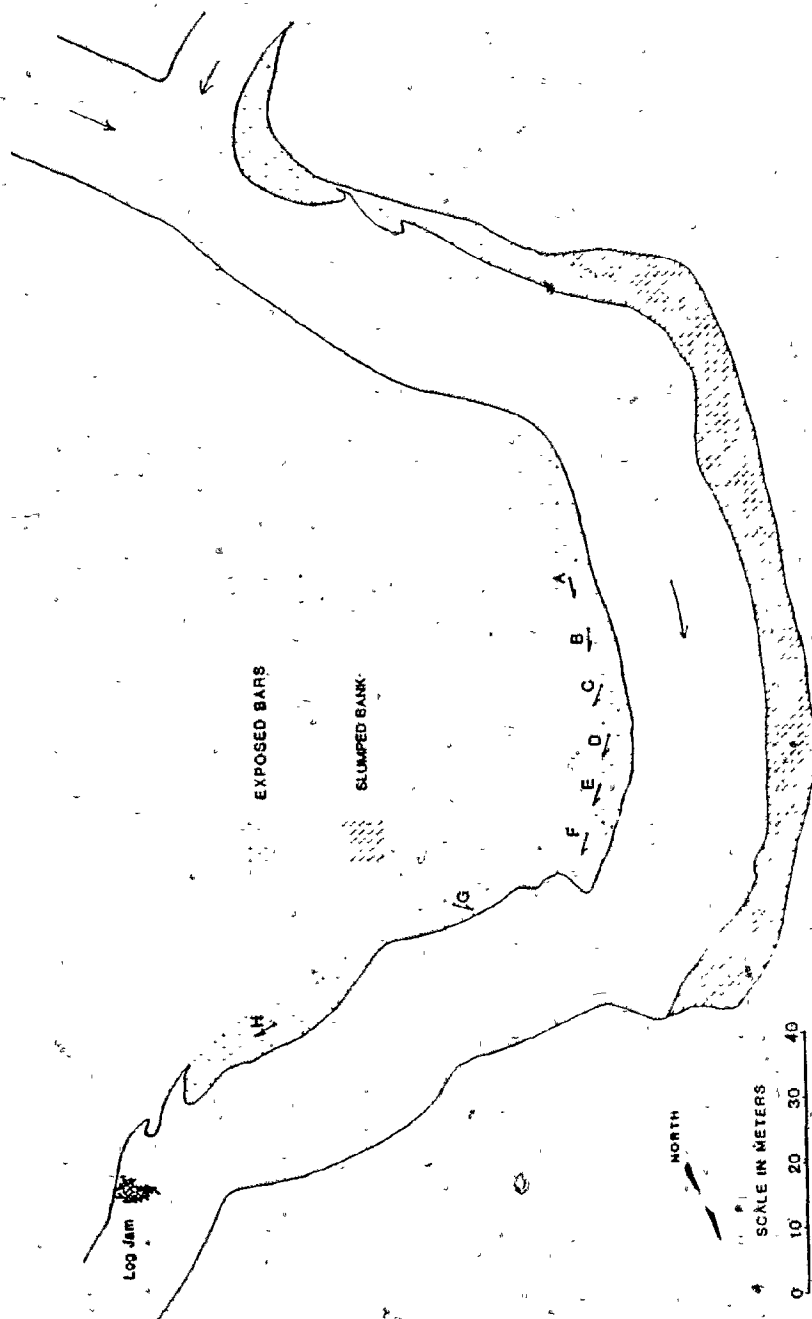 EXPOSED BARS
SLUMPED BANK
A
B
C
D
E
F
G
H
Log Jam
NORTH
SCALE IN METERS
0 10 20 30 40